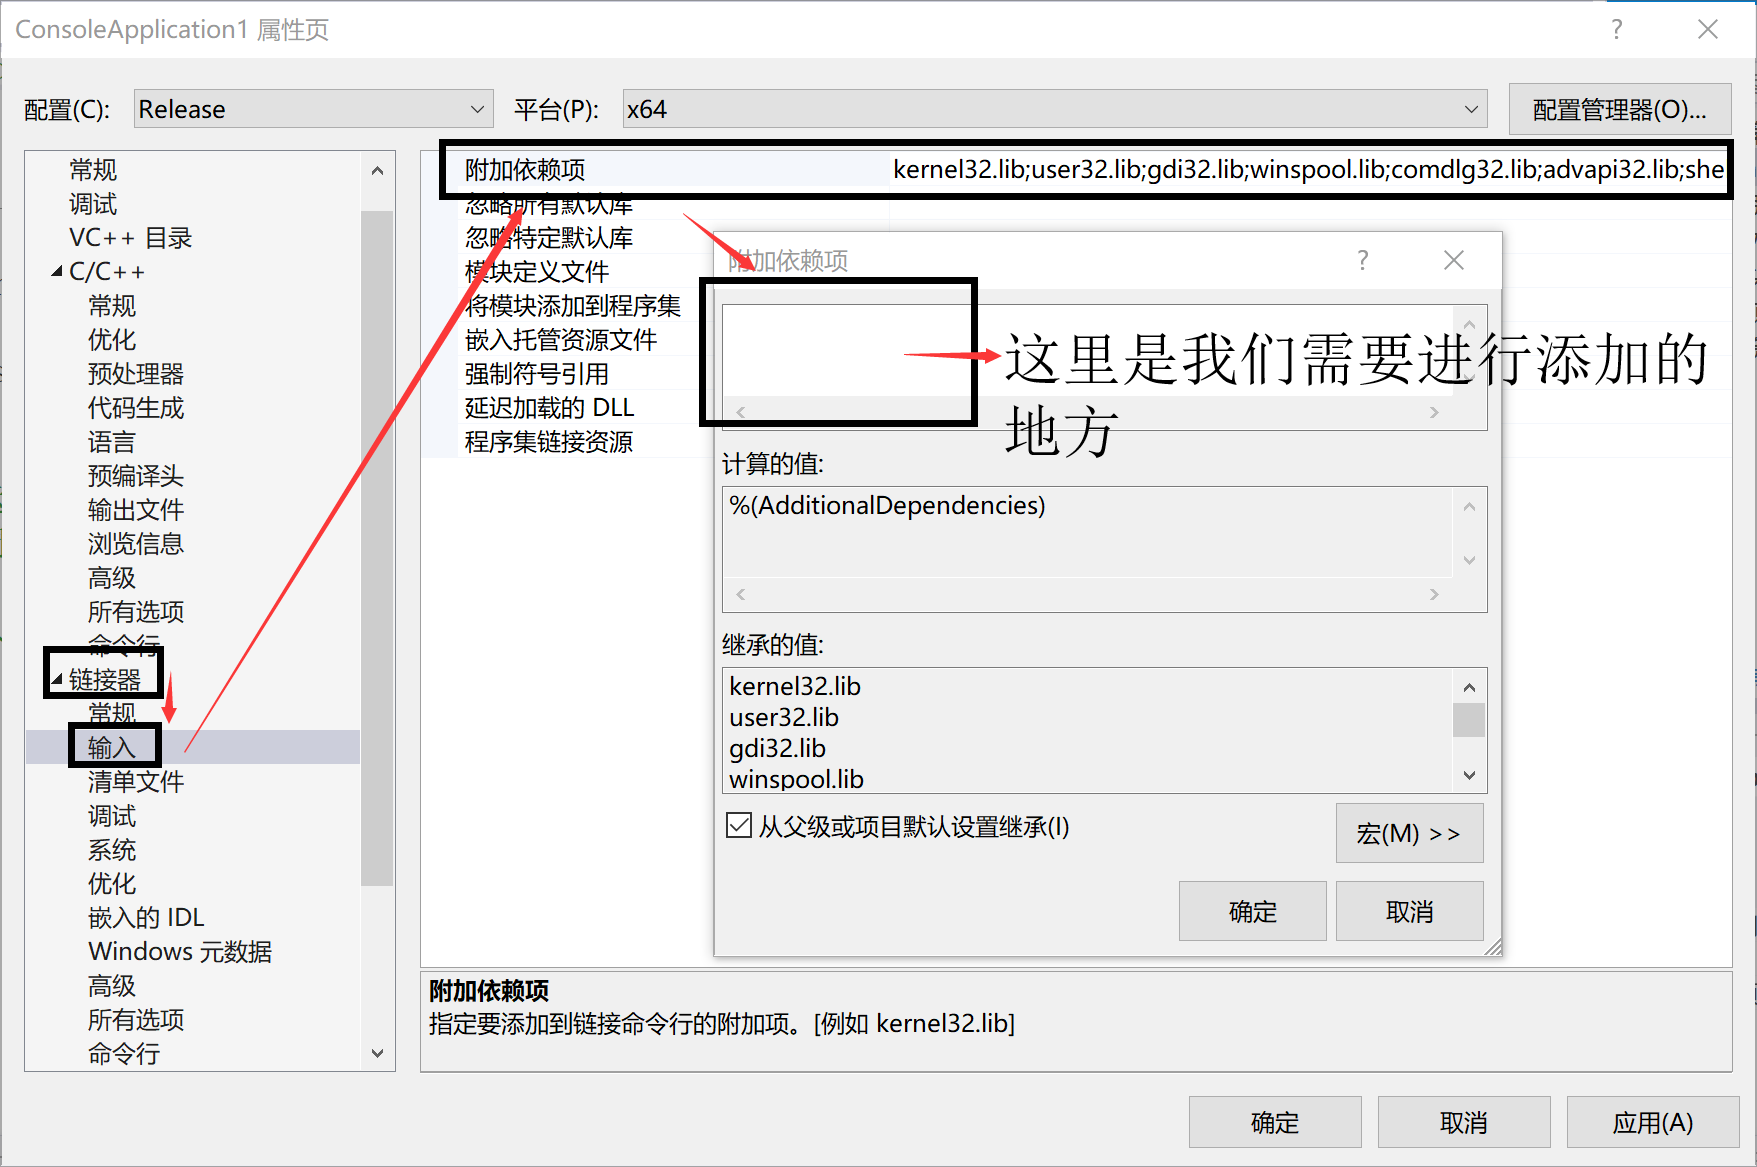 ConsoleApplication1 属性页
配置(C):
Release
平台(P):
x64
配置管理器(O)...
常规
调试
VC++ 目录
C/C++
常规
优化
预处理器
代码生成
语言
预编译头
输出文件
浏览信息
高级
所有选项
命令行
链接器
常规
输入
清单文件
调试
系统
优化
嵌入的 IDL
Windows 元数据
高级
所有选项
命令行
附加依赖项
kernel32.lib;user32.lib;gdi32.lib;winspool.lib;comdlg32.lib;advapi32.lib;she
忽略所有默认库
忽略特定默认库
模块定义文件
将模块添加到程序集
嵌入托管资源文件
强制符号引用
延迟加载的 DLL
程序集链接资源
附加依赖项
这里是我们需要进行添加的
地方
计算的值:
%(AdditionalDependencies)
继承的值:
kernel32.lib
user32.lib
gdi32.lib
winspool.lib
从父级或项目默认设置继承(I)
宏(M) >>
确定
取消
附加依赖项
指定要添加到链接命令行的附加项。[例如 kernel32.lib]
确定
取消
应用(A)